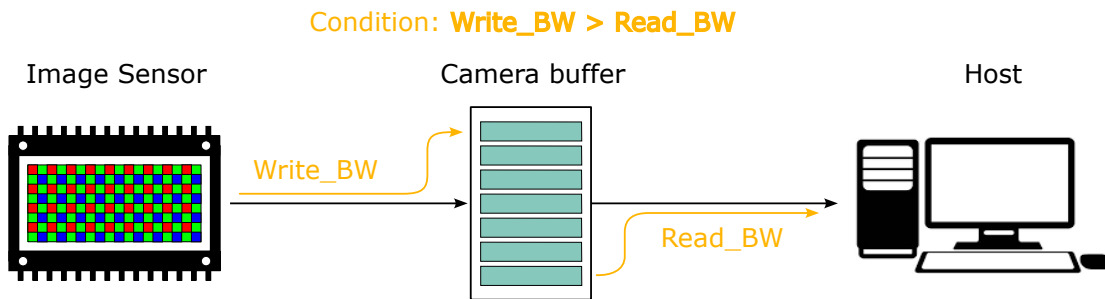 Condition: Write_BW > Read_BW
Image Sensor
Camera buffer
Host
Write_BW
Read_BW